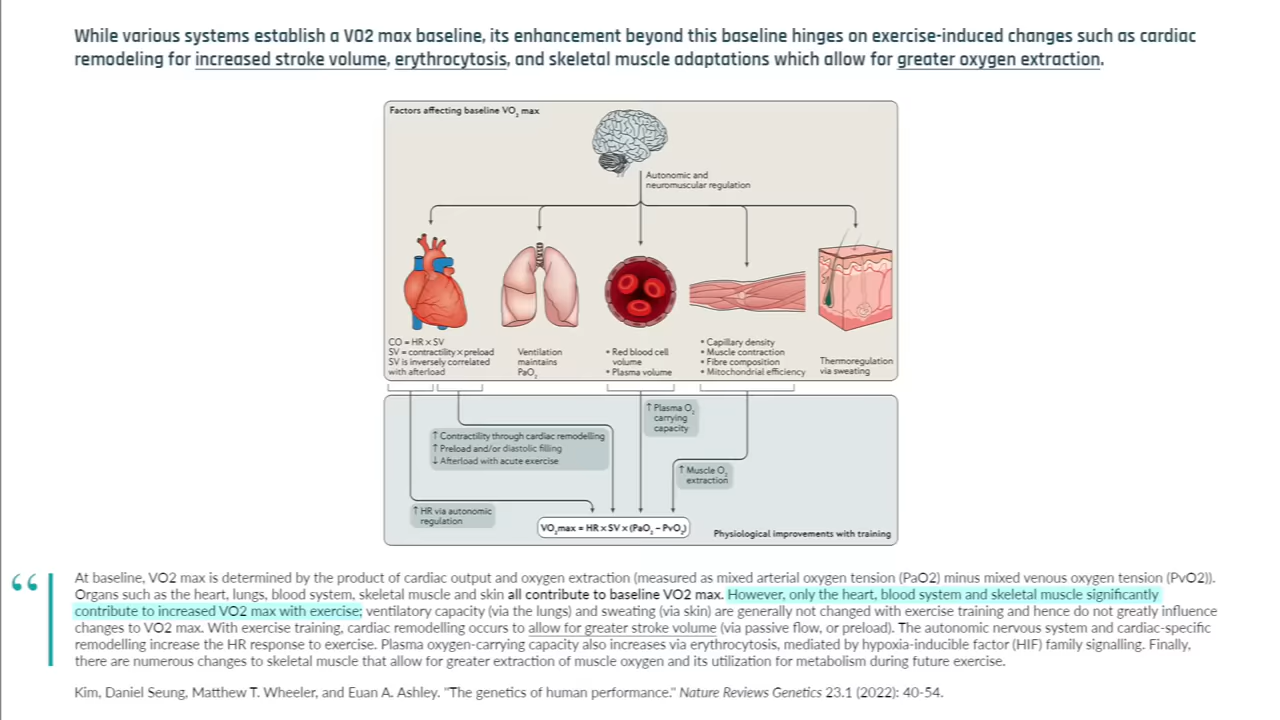 While various systems establish a VO2 max baseline, its enhancement beyond this baseline hinges on exercise-induced changes such as cardiac
remodeling for increased stroke volume, erythrocytosis, and skeletal muscle adaptations which allow for greater oxygen extraction.
Factors affecting baseline VO₂ max
Autonomic and
neuromuscular regulation
CO = HR x SV
SV = contractility x preload
SV is inversely correlated
with afterload
Ventilation
maintains
PaO₂
• Red blood cell
volume
• Plasma volume
• Capillary density
• Muscle contraction
• Fibre composition
• Mitochondrial efficiency
Thermoregulation
via sweating
↑ Plasma O₂
carrying
capacity
↑ Contractility through cardiac remodelling
↑ Preload and/or diastolic filling
↓ Afterload with acute exercise
↑ Muscle O₂
extraction
↑ HR via autonomic
regulation
VO₂max = HR x SV x (PaO₂ – PvO₂)
Physiological improvements with training
“
At baseline, VO2 max is determined by the product of cardiac output and oxygen extraction (measured as mixed arterial oxygen tension (PaO2) minus mixed venous oxygen tension (PvO2)).
Organs such as the heart, lungs, blood system, skeletal muscle and skin all contribute to baseline VO2 max. However, only the heart, blood system and skeletal muscle significantly
contribute to increased VO2 max with exercise; ventilatory capacity (via the lungs) and sweating (via skin) are generally not changed with exercise training and hence do not greatly influence
changes to VO2 max. With exercise training, cardiac remodelling occurs to allow for greater stroke volume (via passive flow, or preload). The autonomic nervous system and cardiac-specific
remodelling increase the HR response to exercise. Plasma oxygen-carrying capacity also increases via erythrocytosis, mediated by hypoxia-inducible factor (HIF) family signalling. Finally,
there are numerous changes to skeletal muscle that allow for greater extraction of muscle oxygen and its utilization for metabolism during future exercise.
Kim, Daniel Seung, Matthew T. Wheeler, and Euan A. Ashley. "The genetics of human performance." Nature Reviews Genetics 23.1 (2022): 40-54.